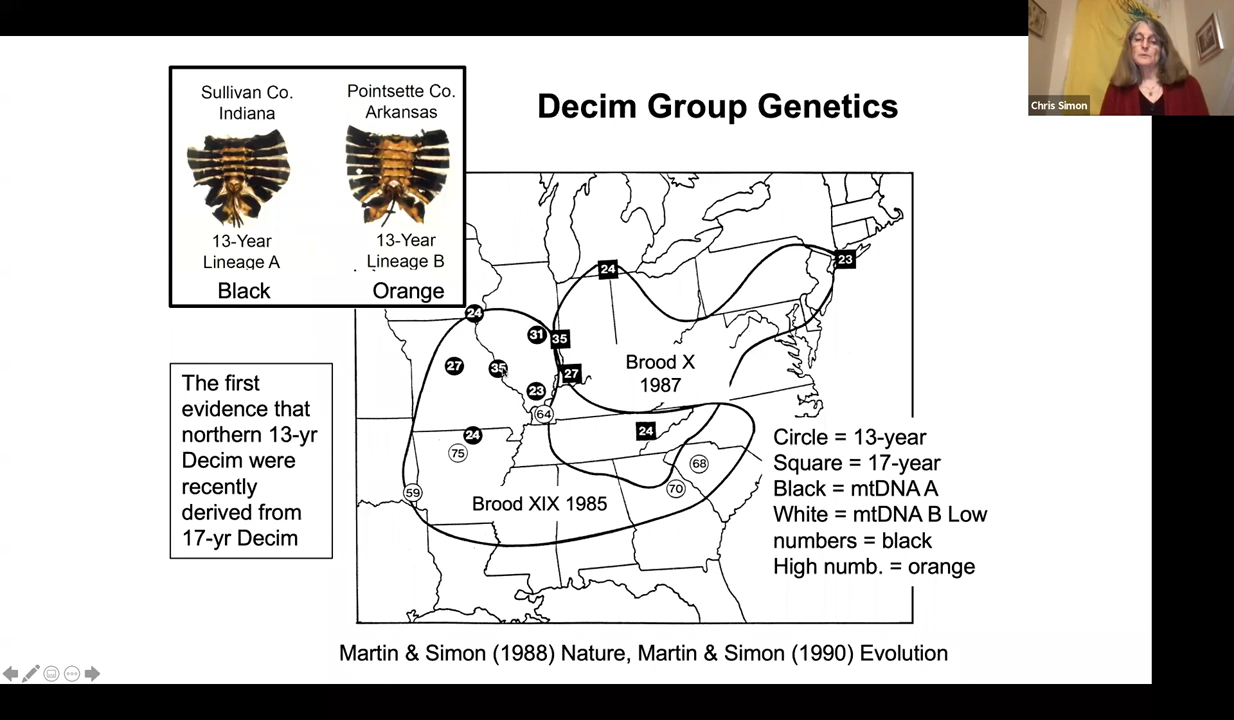 Sullivan Co.
Indiana
Pointsette Co.
Arkansas
13-Year
Lineage A
13-Year
Lineage B
Black
Orange
Decim Group Genetics
Chris Simon
The first
evidence that
northern 13-yr
Decim were
recently
derived from
17-yr Decim
24
23
24
31
35
27
35
27
23
64
24
24
75
68
59
70
Brood X
1987
Brood XIX 1985
Circle = 13-year
Square = 17-year
Black = mtDNA A
White = mtDNA B Low
numbers = black
High numb. = orange
Martin & Simon (1988) Nature, Martin & Simon (1990) Evolution